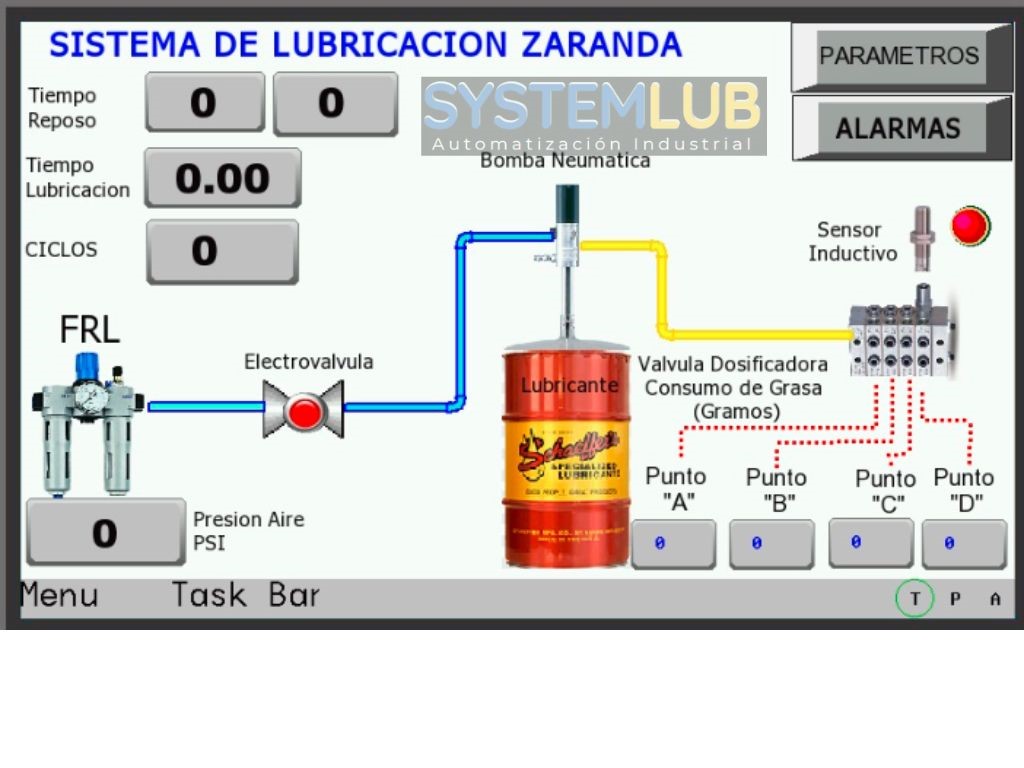 SISTEMA DE LUBRICACION ZARANDA
PARAMETROS
ALARMAS
Tiempo
Reposo
0
0
SYSTEMLUB
Automatización Industrial
Tiempo
Lubricacion
0.00
Bomba Neumatica
CICLOS
0
Sensor
Inductivo
FRL
Electrovalvula
Lubricante
Valvula Dosificadora
Consumo de Grasa
(Gramos)
Schaeffer's
SPECIALIZED
LUBRICANTS
Punto
"A"
Punto
"B"
Punto
"C"
Punto
"D"
0
Presion Aire
PSI
0
0
0
0
Menu Task Bar
T P A